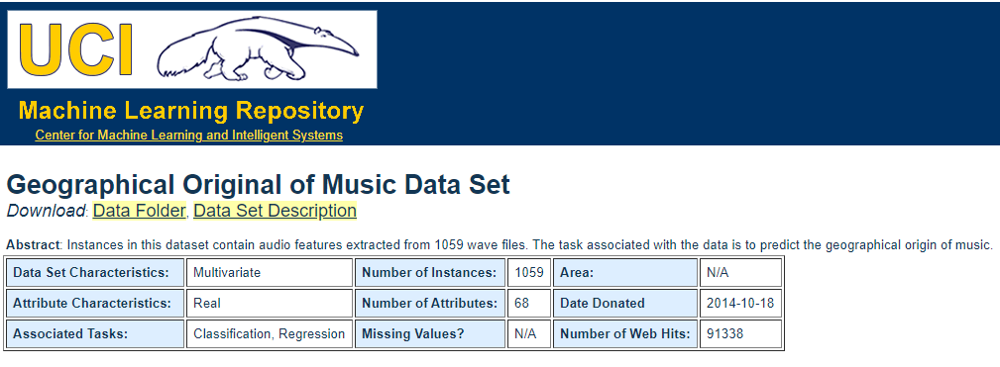 UCI
Machine Learning Repository
Center for Machine Learning and Intelligent Systems
Geographical Original of Music Data Set
Download: Data Folder, Data Set Description
Abstract: Instances in this dataset contain audio features extracted from 1059 wave files. The task associated with the data is to predict the geographical origin of music.
Data Set Characteristics: Multivariate Number of Instances: 1059 Area: N/A
Attribute Characteristics: Real Number of Attributes: 68 Date Donated 2014-10-18
Associated Tasks: Classification, Regression Missing Values? N/A Number of Web Hits: 91338